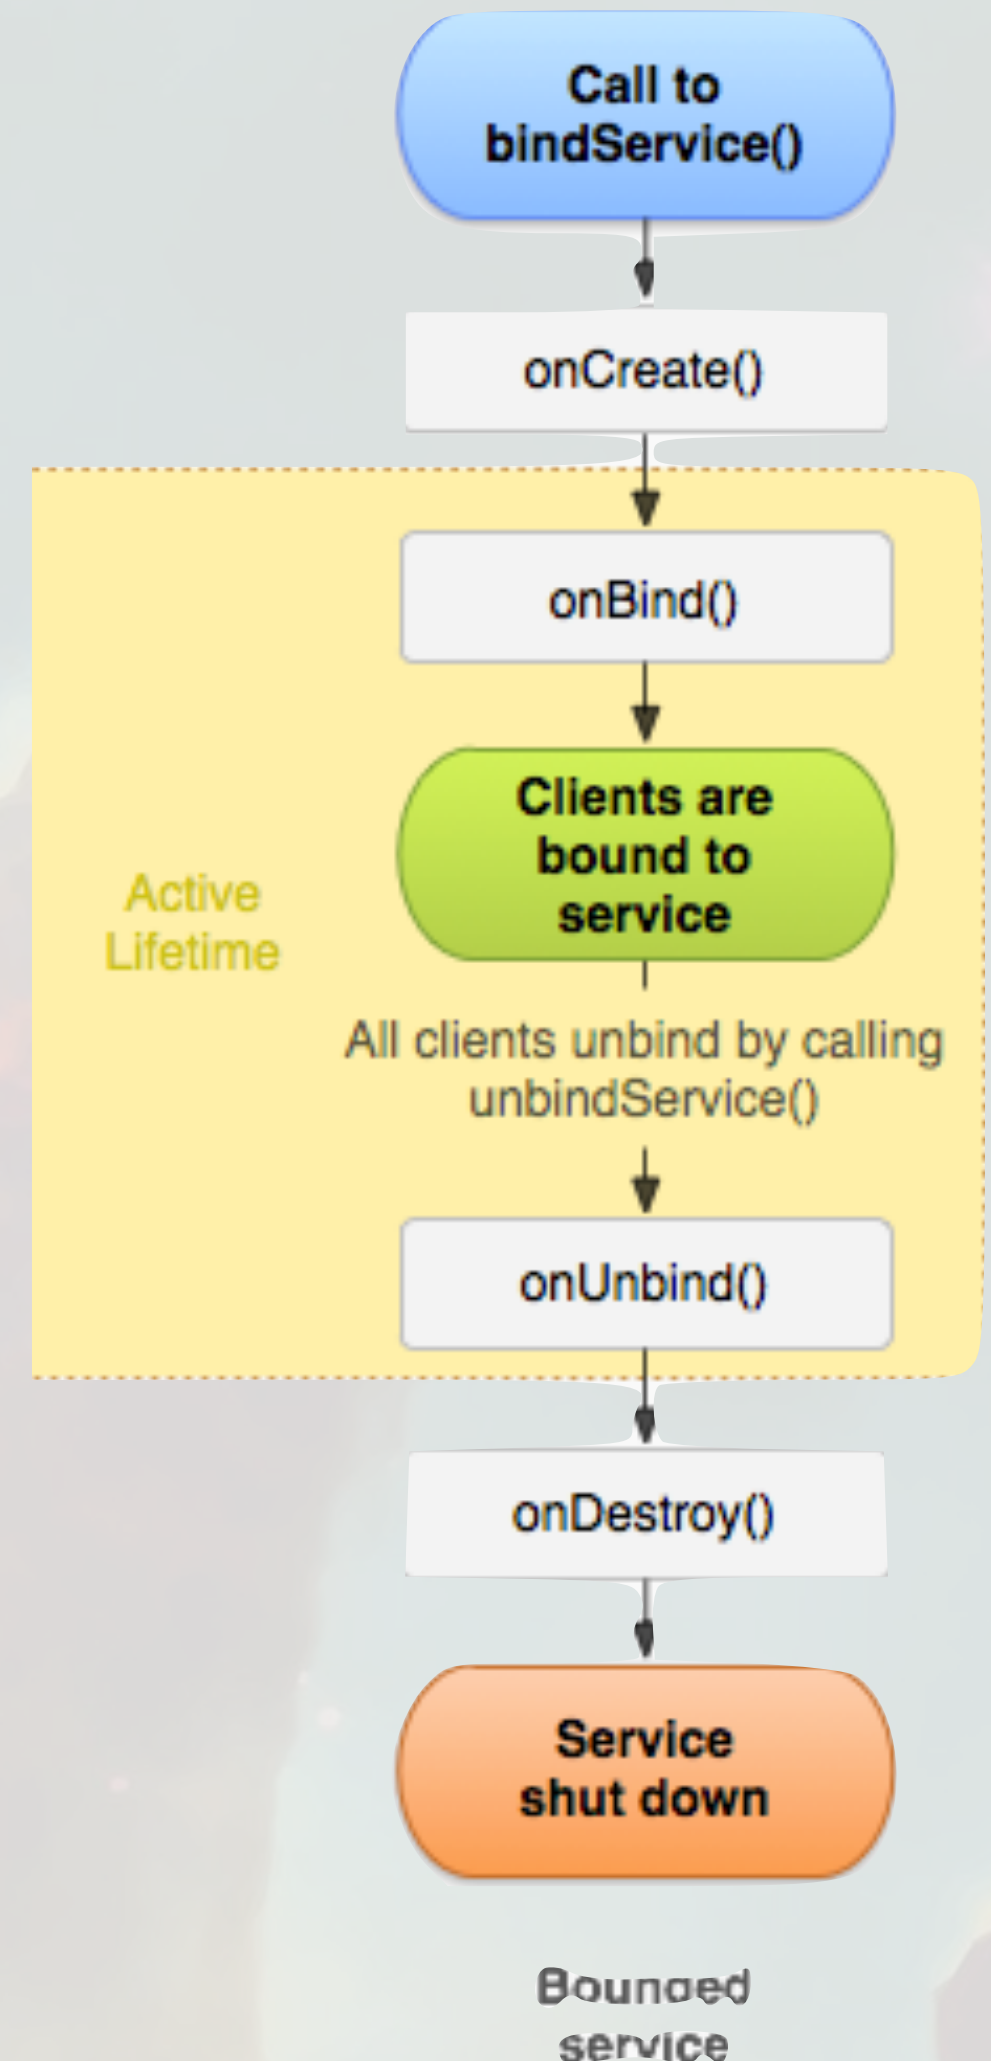 Call to
bindService()
onCreate()
onBind()
Clients are
bound to
service
Active
Lifetime
All clients unbind by calling
unbindService()
onUnbind()
onDestroy()
Service
shut down
Bounded
service